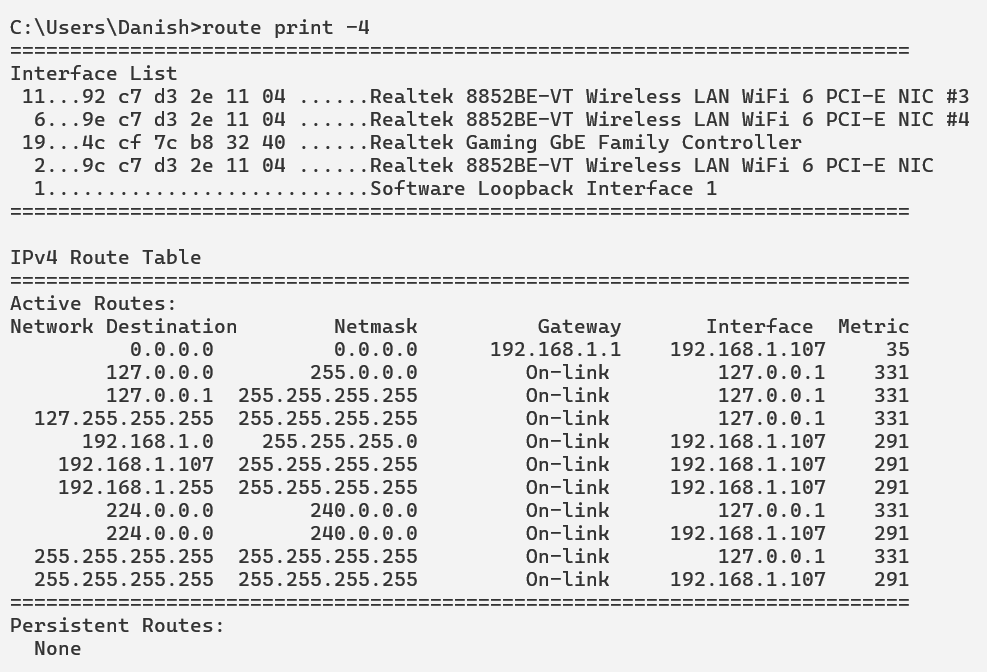 C:\Users\Danish>route print -4
===========================================================================
Interface List
 11...92 c7 d3 2e 11 04 ......Realtek 8852BE-VT Wireless LAN WiFi 6 PCI-E NIC #3
  6...9e c7 d3 2e 11 04 ......Realtek 8852BE-VT Wireless LAN WiFi 6 PCI-E NIC #4
 19...4c cf 7c b8 32 40 ......Realtek Gaming GbE Family Controller
  2...9c c7 d3 2e 11 04 ......Realtek 8852BE-VT Wireless LAN WiFi 6 PCI-E NIC
  1...........................Software Loopback Interface 1
===========================================================================

IPv4 Route Table
===========================================================================
Active Routes:
Network Destination        Netmask          Gateway       Interface  Metric
          0.0.0.0          0.0.0.0      192.168.1.1    192.168.1.107     35
        127.0.0.0        255.0.0.0         On-link         127.0.0.1    331
        127.0.0.1  255.255.255.255         On-link         127.0.0.1    331
  127.255.255.255  255.255.255.255         On-link         127.0.0.1    331
      192.168.1.0    255.255.255.0         On-link     192.168.1.107    291
    192.168.1.107  255.255.255.255         On-link     192.168.1.107    291
    192.168.1.255  255.255.255.255         On-link     192.168.1.107    291
        224.0.0.0        240.0.0.0         On-link         127.0.0.1    331
        224.0.0.0        240.0.0.0         On-link     192.168.1.107    291
  255.255.255.255  255.255.255.255         On-link         127.0.0.1    331
  255.255.255.255  255.255.255.255         On-link     192.168.1.107    291
===========================================================================
Persistent Routes:
  None